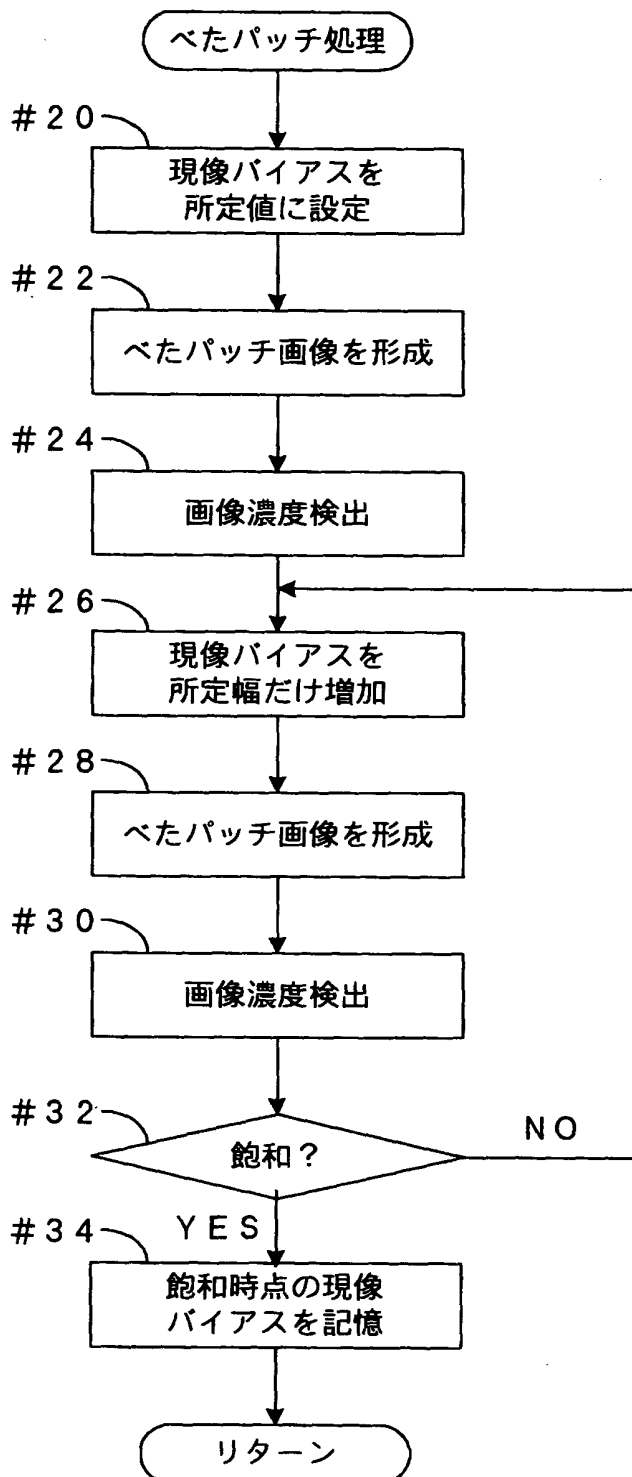 べたパッチ処理
#20
現像バイアスを
所定値に設定
#22
べたパッチ画像を形成
#24
画像濃度検出
#26
現像バイアスを
所定幅だけ増加
#28
べたパッチ画像を形成
#30
画像濃度検出
#32
飽和?
NO
YES
#34
飽和時点の現像
バイアスを記憶
リターン